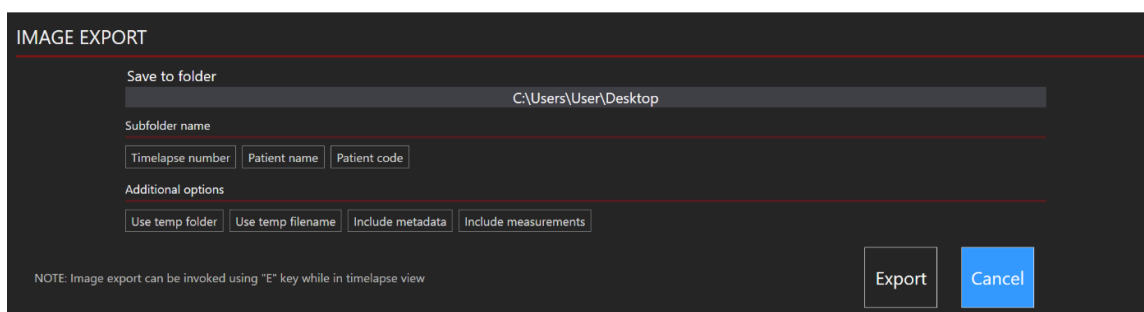 IMAGE EXPORT
Save to folder
C:\Users\User\Desktop
Subfolder name
Timelapse number Patient name Patient code
Additional options
Use temp folder Use temp filename Include metadata Include measurements
NOTE: Image export can be invoked using "E" key while in timelapse view
Export Cancel